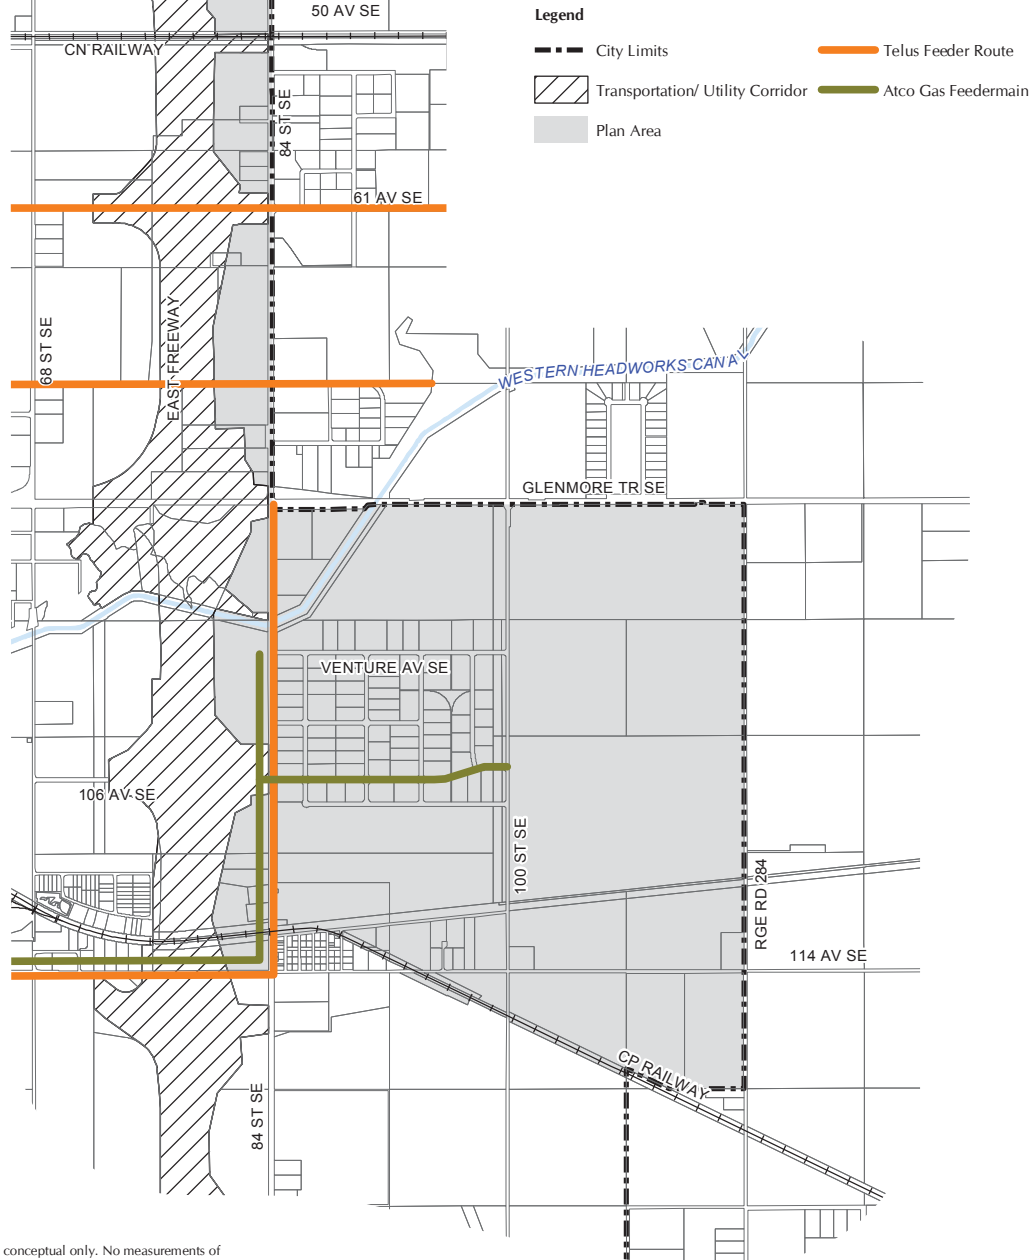 50 AV SE
Legend
CN RAILWAY
City Limits
Telus Feeder Route
Transportation/ Utility Corridor
Atco Gas Feedermain
84 ST SE
Plan Area
61 AV SE
68 ST SE
EAST FREEWAY
WESTERN HEADWORKS CANAL
GLENMORE TR SE
VENTURE AV SE
106 AV SE
100 ST SE
RGE RD 284
114 AV SE
CP RAILWAY
84 ST SE
conceptual only. No measurements of